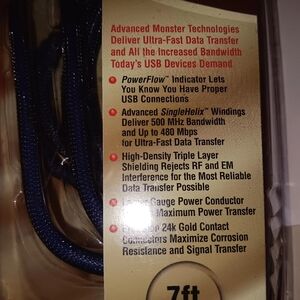 Advanced Monster Technologies
Deliver Ultra-Fast Data Transfer
and All the Increased Bandwidth
Today's USB Devices Demand
PowerFlow™ Indicator Lets
You Know You Have Proper
USB Connections
Advanced SingleHelix™ Windings
Deliver 500 MHz Bandwidth
and Up to 480 Mbps
for Ultra-Fast Data Transfer
High-Density Triple Layer
Shielding Rejects RF and EM
Interference for the Most Reliable
Data Transfer Possible
Gauge Power Conductor
Maximum Power Transfer
24k Gold Contact
Connectors Maximize Corrosion
Resistance and Signal Transfer
7ft